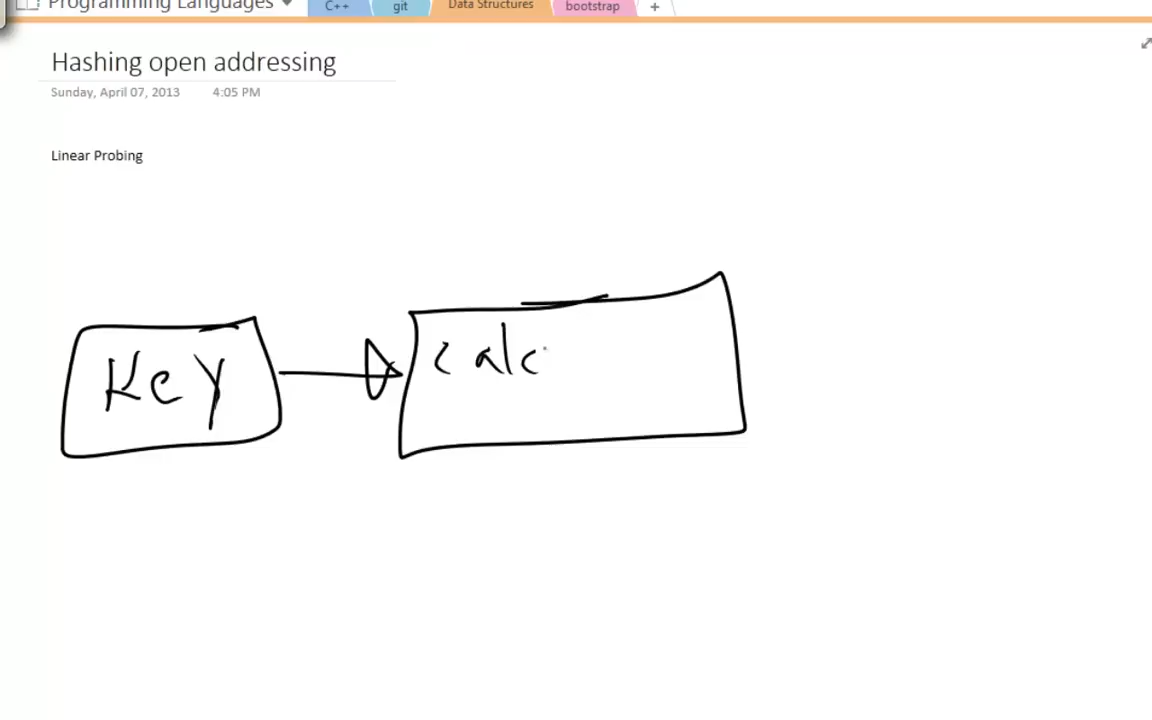 Programming Languages
C++ git Data Structures bootstrap +
Hashing open addressing
Sunday, April 07, 2013 4:05 PM
Linear Probing
Key
calc